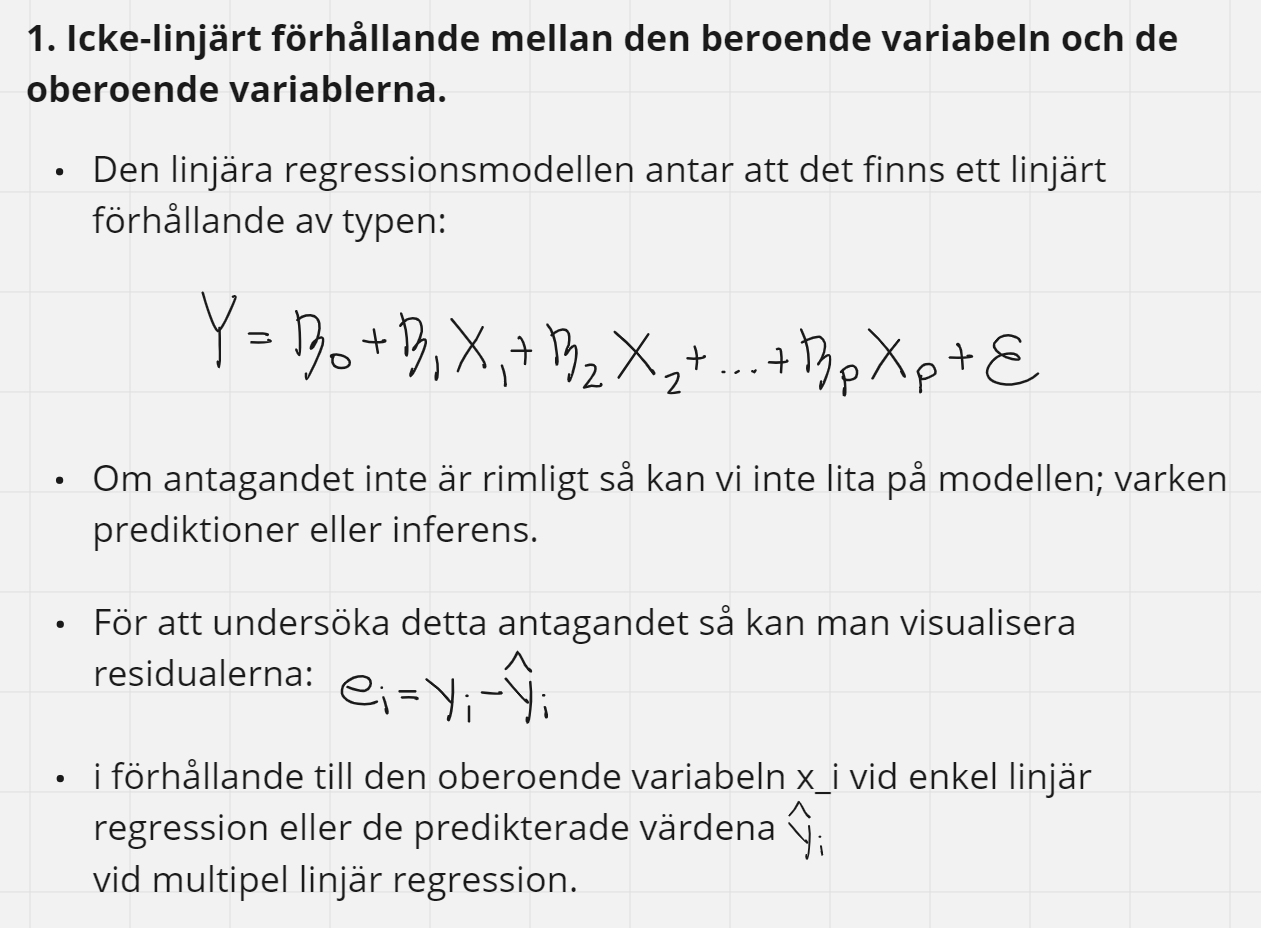 1. Icke-linjärt förhållande mellan den beroende variabeln och de
oberoende variablerna.
• Den linjära regressionsmodellen antar att det finns ett linjärt
förhållande av typen:
Y = β₀ + β₁X₁ + β₂X₂ + ... + βₚXₚ + ε
• Om antagandet inte är rimligt så kan vi inte lita på modellen; varken
prediktioner eller inferens.
• För att undersöka detta antagandet så kan man visualisera
residualerna: eᵢ = yᵢ - ŷᵢ
• i förhållande till den oberoende variabeln x_i vid enkel linjär
regression eller de predikterade värdena ŷᵢ
vid multipel linjär regression.